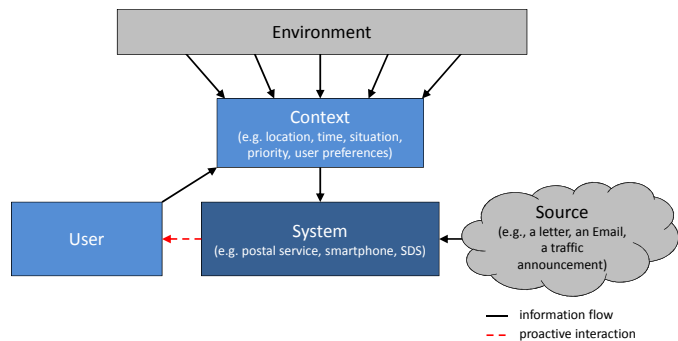 Environment
Context
(e.g. location, time, situation,
priority, user preferences)
User
System
(e.g. postal service, smartphone, SDS)
Source
(e.g., a letter, an Email,
a traffic
announcement)
information flow
proactive interaction